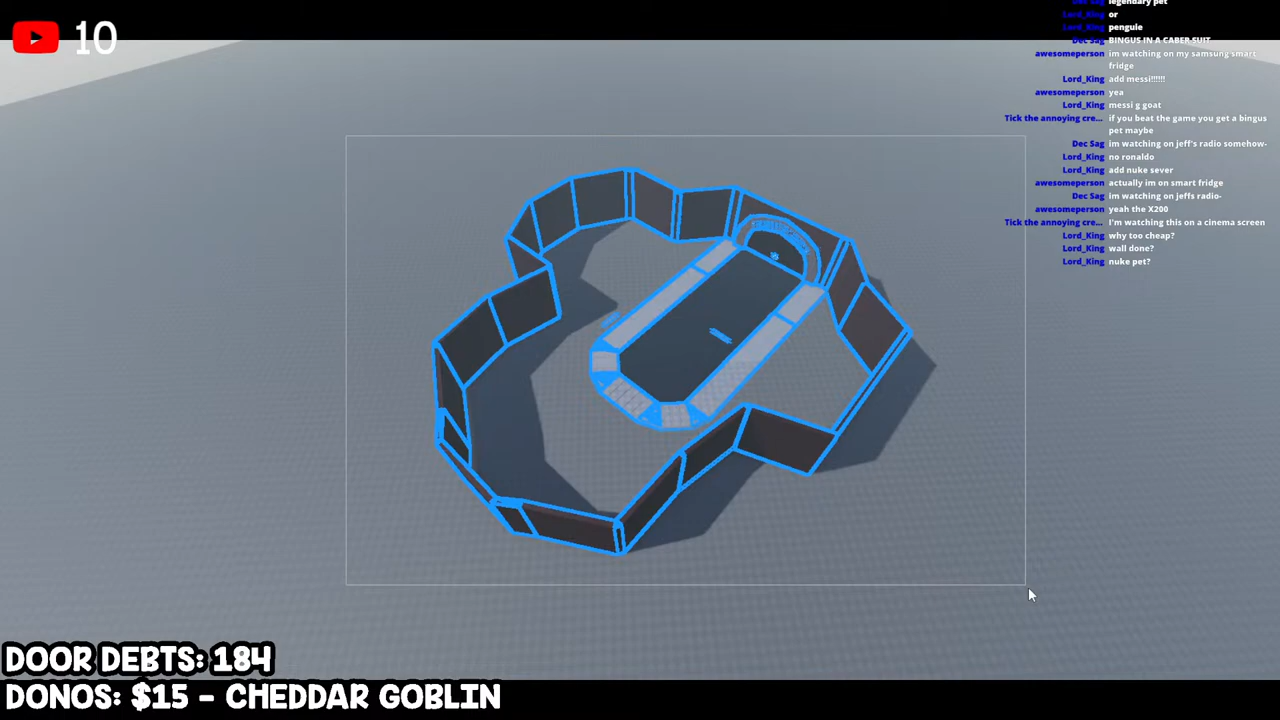 10
Dec Sag legendary pet
Lord_King or
Lord_King penguie
Dec Sag BINGUS IN A CABER SUIT
awesomeperson im watching on my samsung smart
fridge
Lord_King add messi!!!!!!
awesomeperson yea
Lord_King messi g goat
Tick the annoying cre... if you beat the game you get a bingus
pet maybe
Dec Sag im watching on jeff's radio somehow-
Lord_King no ronaldo
Lord_King add nuke sever
awesomeperson actually im on smart fridge
Dec Sag im watching on jeffs radio-
awesomeperson yeah the X200
Tick the annoying cre... I'm watching this on a cinema screen
Lord_King why too cheap?
Lord_King wall done?
Lord_King nuke pet?
DOOR DEBTS: 184
DONOS: $15 - CHEDDAR GOBLIN